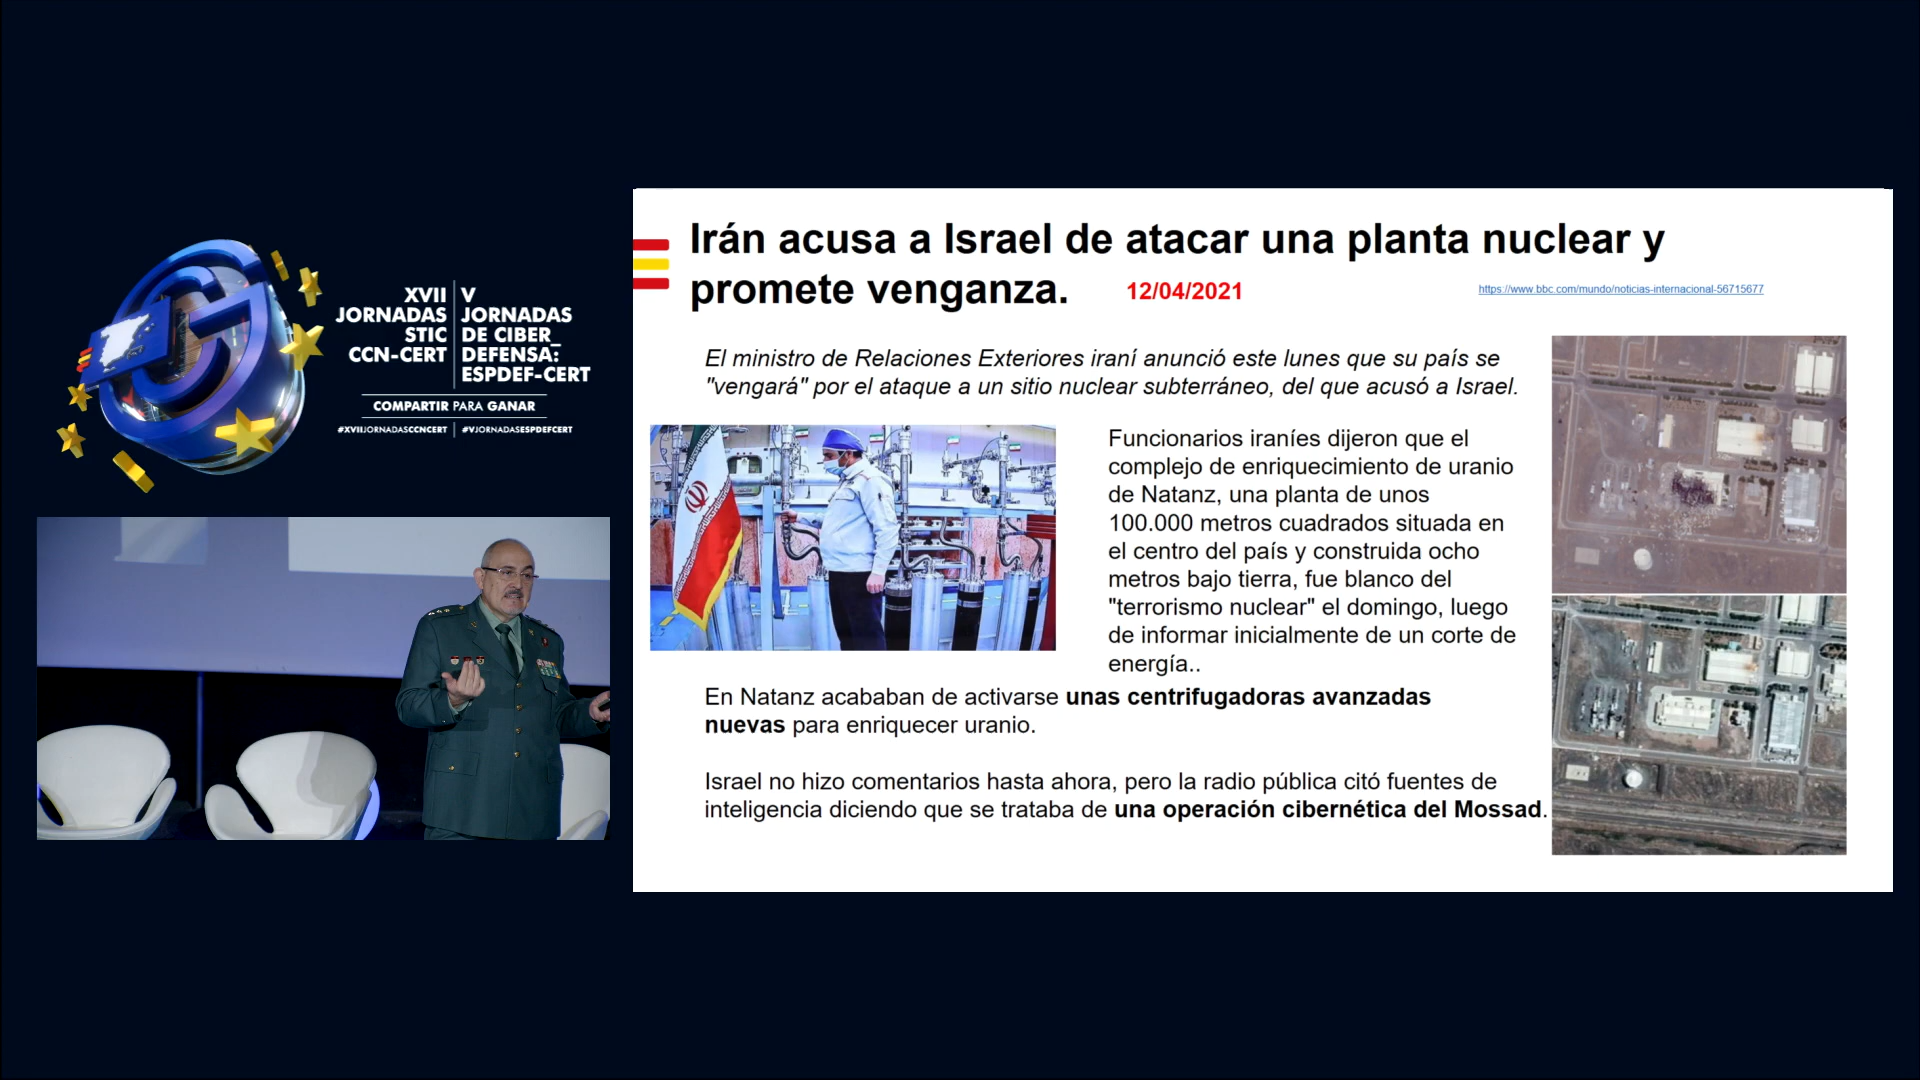 XVII
JORNADAS
STIC
CCN-CERT
V
JORNADAS
DE CIBER_
DEFENSA:
ESPDEF-CERT
COMPARTIR PARA GANAR
#XVIIJORNADASCCNCERT
#VJORNADASESPDEFCERT
Irán acusa a Israel de atacar una planta nuclear y
promete venganza. 12/04/2021
https://www.bbc.com/mundo/noticias-internacional-56715677
El ministro de Relaciones Exteriores iraní anunció este lunes que su país se
"vengará" por el ataque a un sitio nuclear subterráneo, del que acusó a Israel.
Funcionarios iraníes dijeron que el
complejo de enriquecimiento de uranio
de Natanz, una planta de unos
100.000 metros cuadrados situada en
el centro del país y construida ocho
metros bajo tierra, fue blanco del
"terrorismo nuclear" el domingo, luego
de informar inicialmente de un corte de
energía..
En Natanz acababan de activarse unas centrifugadoras avanzadas
nuevas para enriquecer uranio.
Israel no hizo comentarios hasta ahora, pero la radio pública citó fuentes de
inteligencia diciendo que se trataba de una operación cibernética del Mossad.